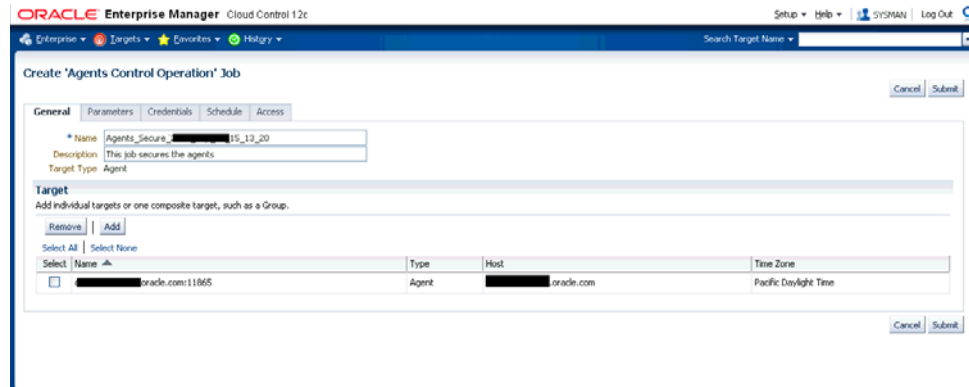 ORACLE Enterprise Manager Cloud Control 12c
Setup Help SYSMAN Log Out
Enterprise Targets Favorites History Search Target Name
Create 'Agents Control Operation' Job
Cancel Submit
General Parameters Credentials Schedule Access
* Name Agents_Secure_ 15_13_20
Description This job secures the agents
Target Type Agent
Target
Add individual targets or one composite target, such as a Group.
Remove Add
Select All Select None
Select Name Type Host Time Zone
oracle.com:11865 Agent .oracle.com Pacific Daylight Time
Cancel Submit